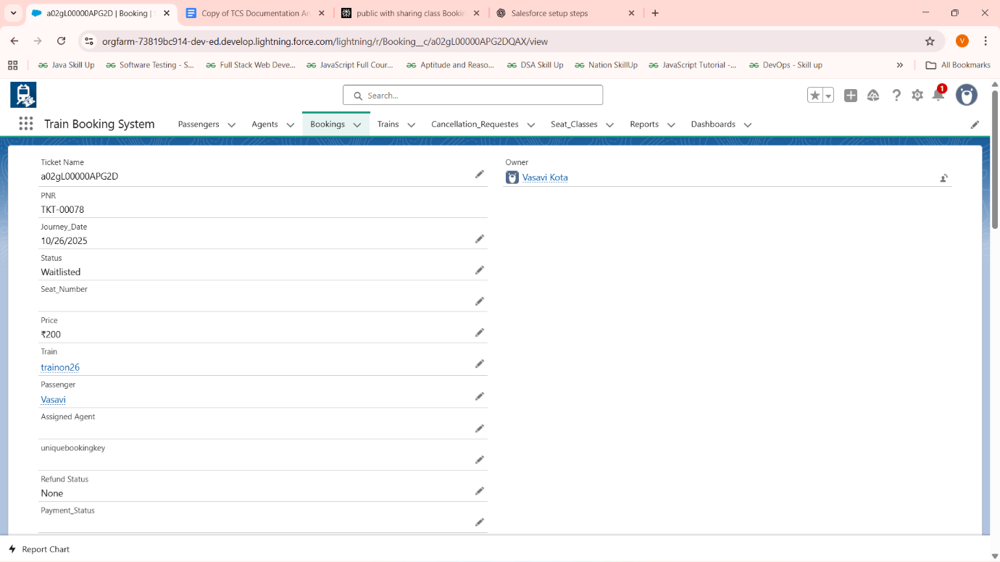 a02gL00000APG2D | Booking | S
Copy of TCS Documentation An
public with sharing class Bookin
Salesforce setup steps
orgfarm-73819bc914-dev-ed.develop.lightning.force.com/lightning/r/Booking__c/a02gL00000APG2DQAX/view
V
Java Skill Up
Software Testing - S...
Full Stack Web Deve...
JavaScript Full Cour...
Aptitude and Reaso...
DSA Skill Up
Nation SkillUp
JavaScript Tutorial -...
DevOps - Skill up
»
All Bookmarks
Search...
1
Train Booking System
Passengers
Agents
Bookings
Trains
Cancellation_Requestes
Seat_Classes
Reports
Dashboards
Ticket Name
a02gL00000APG2D
Owner
Vasavi Kota
PNR
TKT-00078
Journey_Date
10/26/2025
Status
Waitlisted
Seat_Number
Price
₹200
Train
trainon26
Passenger
Vasavi
Assigned Agent
uniquebookingkey
Refund Status
None
Payment_Status
Report Chart